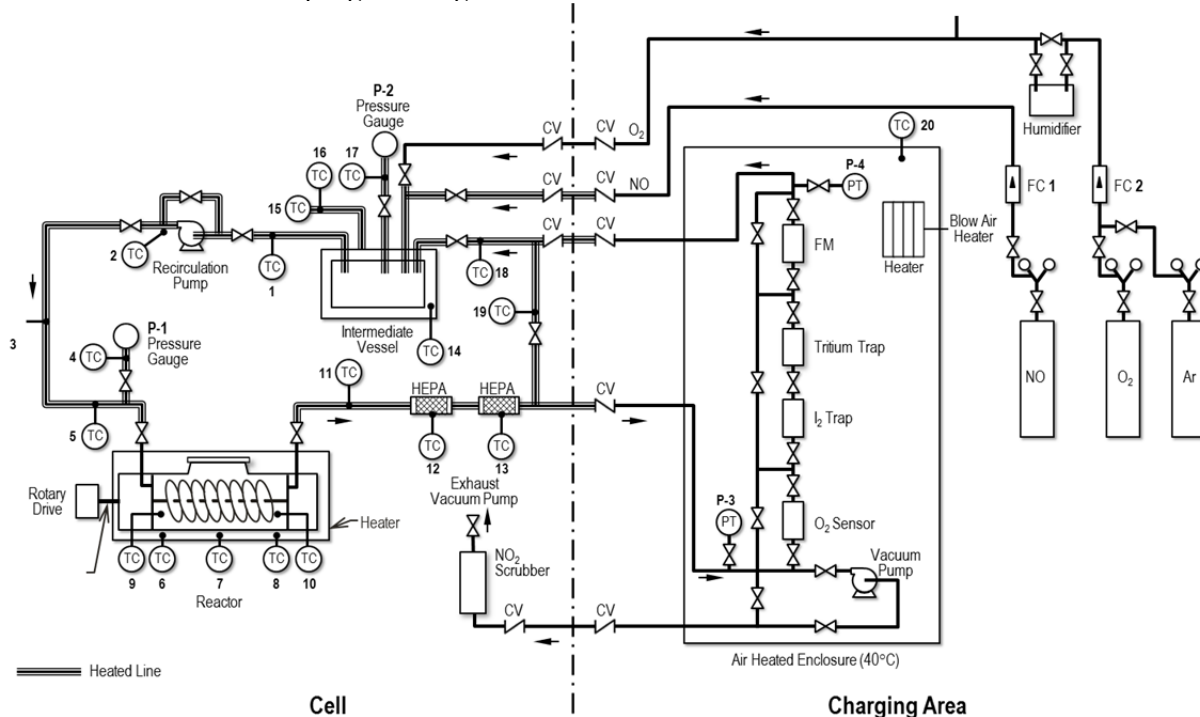 P-2
Pressure
Gauge
CV
CV
O₂
Humidifier
TC
20
16
TC
17
TC
CV
CV
NO
P-4
PT
FC 1
FC 2
15
TC
CV
CV
Blow Air
Heater
2
TC
Recirculation
Pump
TC
1
TC
18
FM
Heater
3
P-1
Pressure
Gauge
4
TC
Intermediate
Vessel
TC
14
19
TC
Tritium Trap
NO
O₂
Ar
11
TC
HEPA
HEPA
CV
I₂ Trap
5
TC
TC
12
TC
13
Exhaust
Vacuum Pump
P-3
PT
O₂ Sensor
Rotary
Drive
Heater
NO₂
Scrubber
Vacuum
Pump
TC
TC
TC
TC
TC
9
6
7
8
10
Reactor
CV
CV
Air Heated Enclosure (40°C)
Heated Line
Cell
Charging Area